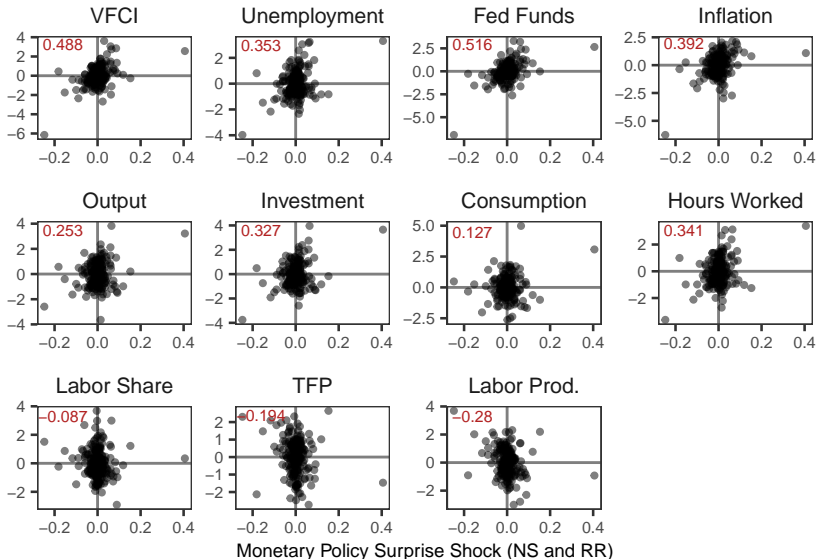 VFCI Unemployment Fed Funds Inflation
0.488 0.353 0.516 0.392
4 2 0 −2 −4 −6
2 0 −2 −4
2.5 0.0 −2.5 −5.0
2.5 0.0 −2.5 −5.0
−0.2 0.0 0.2 0.4 −0.2 0.0 0.2 0.4 −0.2 0.0 0.2 0.4 −0.2 0.0 0.2 0.4
Output Investment Consumption Hours Worked
0.253 0.327 0.127 0.341
4 2 0 −2 −4
4 2 0 −2 −4
5.0 2.5 0.0 −2.5
2 0 −2
−0.2 0.0 0.2 0.4 −0.2 0.0 0.2 0.4 −0.2 0.0 0.2 0.4 −0.2 0.0 0.2 0.4
Labor Share TFP Labor Prod.
−0.087 −0.194 −0.28
4 2 0 −2
2 1 0 −1 −2
4 2 0 −2
−0.2 0.0 0.2 0.4 −0.2 0.0 0.2 0.4 −0.2 0.0 0.2 0.4
Monetary Policy Surprise Shock (NS and RR)